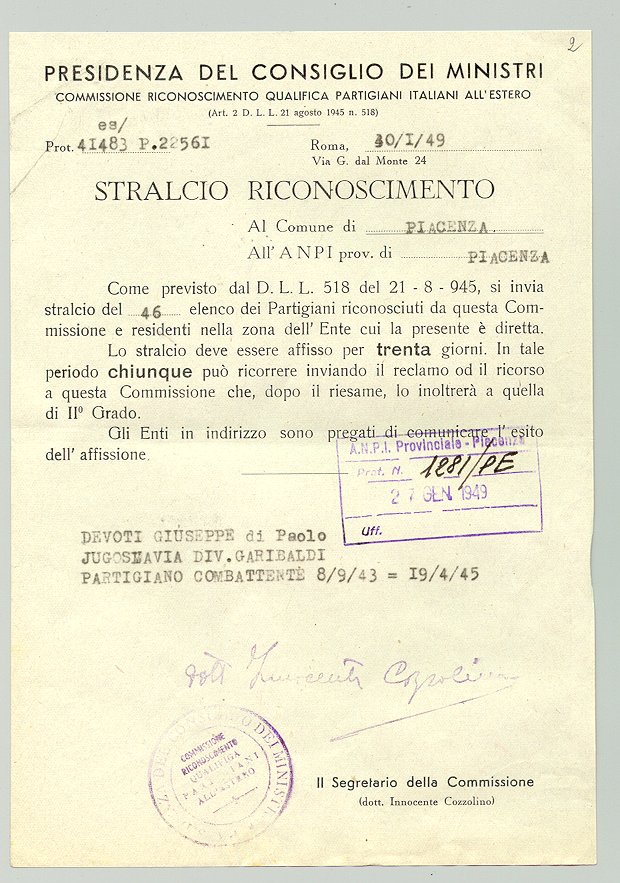 2
PRESIDENZA DEL CONSIGLIO DEI MINISTRI
COMMISSIONE RICONOSCIMENTO QUALIFICA PARTIGIANI ITALIANI ALL'ESTERO
(Art. 2 D. L. L. 21 agosto 1945 n. 518)
es/
Prot. 41483 P.22561 Roma, 30/I/49
Via G. dal Monte 24
STRALCIO RICONOSCIMENTO
Al Comune di PIACENZA.
All'ANPI prov. di PIACENZA
Come previsto dal D. L. L. 518 del 21 - 8 - 945, si invia
stralcio del 46 elenco dei Partigiani riconosciuti da questa Com-
missione e residenti nella zona dell' Ente cui la presente è diretta.
Lo stralcio deve essere affisso per trenta giorni. In tale
periodo chiunque può ricorrere inviando il reclamo od il ricorso
a questa Commissione che, dopo il riesame, lo inoltrerà a quella
di IIº Grado.
Gli Enti in indirizzo sono pregati di comunicare l' esito
dell' affissione.
A.N.P.I. Provinciale - Piacenza
Prot. N. 1281/PE
27 GEN. 1949
Uff.
DEVOTI GIUSEPPE di Paolo
JUGOSLAVIA DIV.GARIBALDI
PARTIGIANO COMBATTENTE 8/9/43 = I9/4/45
dott Innocente Cozzolino
COMMISSIONE
RICONOSCIMENTO
QUALIFICA
PARTIGIANI
ALL'ESTERO
DEL CONSIGLIO DEI MINISTRI
Il Segretario della Commissione
(dott. Innocente Cozzolino)